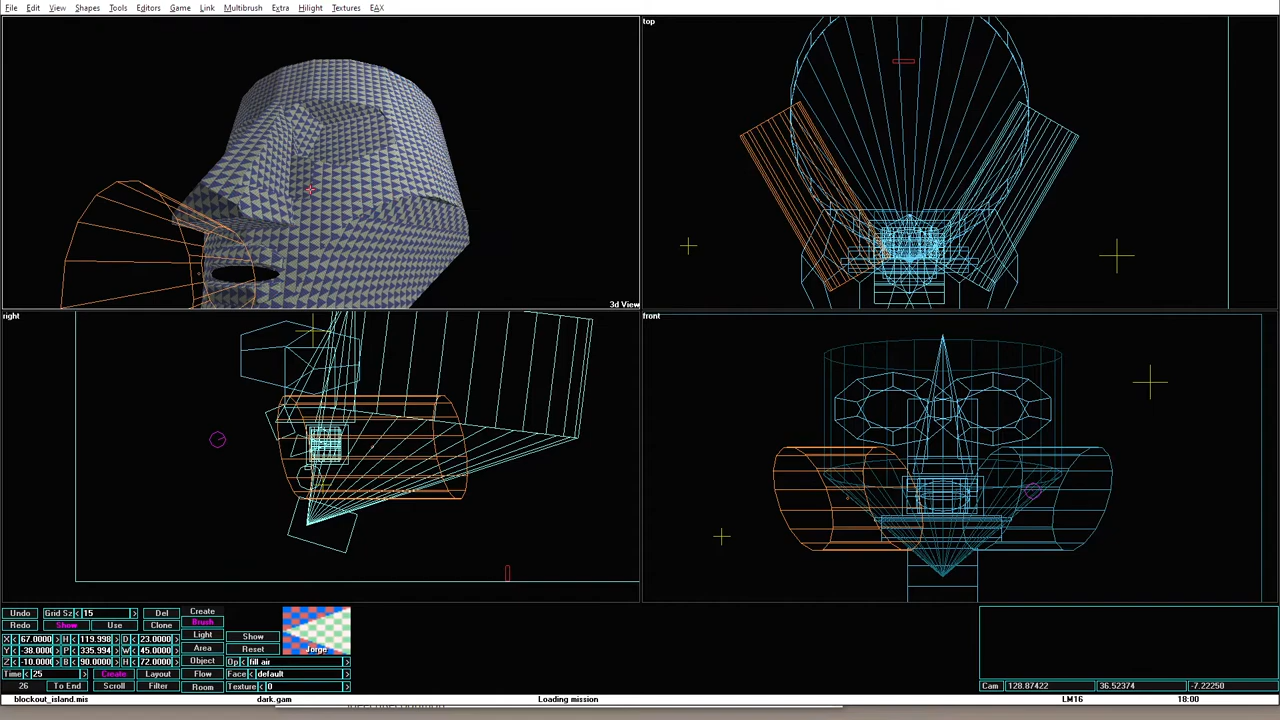 File Edit View Shapes Tools Editors Game Link Multibrush Extra Hilight Textures EAX
top
3d View
right
front
Undo Grid Sz < 15 > Del Create
Redo Show Use Clone Brush
X < 67.0000 > H < 119.998 > D < 23.0000 > Light Show
Y < -38.0000 > P < 335.994 > W < 45.0000 > Area Reset Jorge
Z < -10.0000 > B < 90.0000 > H < 72.0000 > Object Op < fill air >
Time < 25 > Create Layout Flow Face < default >
26 To End Scroll Filter Room Texture < 0 >
Cam 128.87422 36.52374 -7.22250
blockout_island.mis dark.gam Loading mission LM16 18:00